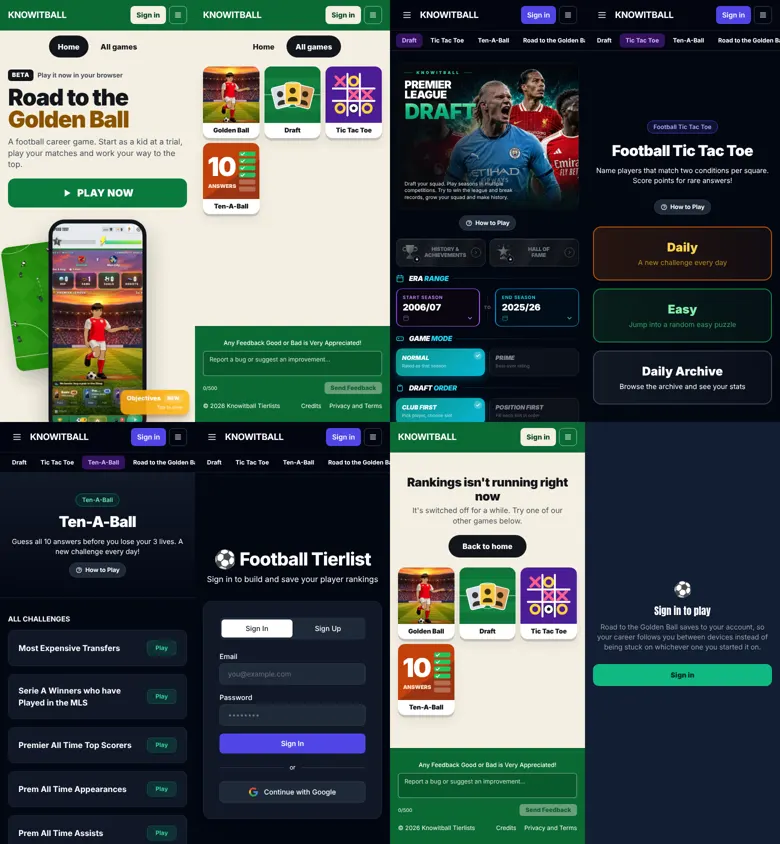 KNOWITBALL
Sign in
Home
All games
BETA
Play it now in your browser
Road to the
Golden Ball
A football career game. Start as a kid at a trial,
play your matches and work your way to the
top.
PLAY NOW
Objectives NEW
KNOWITBALL
Sign in
Home
All games
Golden Ball
Draft
Tic Tac Toe
10
ANSWERS
Ten-A-Ball
Any Feedback Good or Bad is Very Appreciated!
Report a bug or suggest an improvement...
0/500
Send Feedback
© 2026 Knowitball Tierlists
Credits
Privacy and Terms
KNOWITBALL
Sign in
Draft
Tic Tac Toe
Ten-A-Ball
Road to the Golden Ba
KNOWITBALL
PREMIER
LEAGUE
DRAFT
ETIHAD
AIRWAYS
Draft your squad. Play seasons in multiple
competitions. Try to win the league and break
records, grow your squad and make history.
How to Play
HISTORY &
ACHIEVEMENTS
HALL OF
FAME
ERA RANGE
START SEASON
2006/07
TO
END SEASON
2025/26
GAME MODE
NORMAL
PRIME
DRAFT ORDER
CLUB FIRST
POSITION FIRST
KNOWITBALL
Sign in
Draft
Tic Tac Toe
Ten-A-Ball
Road to the Golden Ba
Football Tic Tac Toe
Football Tic Tac Toe
Name players that match two conditions per square.
Score points for rare answers!
How to Play
Daily
A new challenge every day
Easy
Jump into a random easy puzzle
Daily Archive
Browse the archive and see your stats
KNOWITBALL
Sign in
Draft
Tic Tac Toe
Ten-A-Ball
Road to the Golden Ba
Ten-A-Ball
Ten-A-Ball
Guess all 10 answers before you lose your 3 lives. A
new challenge every day!
How to Play
ALL CHALLENGES
Most Expensive Transfers
Play
Serie A Winners who have
Played in the MLS
Play
Premier All Time Top Scorers
Play
Prem All Time Appearances
Play
Prem All Time Assists
Play
KNOWITBALL
Sign in
Draft
Tic Tac Toe
Ten-A-Ball
Road to the Golden Ba
Football Tierlist
Sign in to build and save your player rankings
Sign In
Sign Up
Email
you@example.com
Password
Sign In
or
Continue with Google
KNOWITBALL
Sign in
Rankings isn't running right
now
It's switched off for a while. Try one of our
other games below.
Back to home
Golden Ball
Draft
Tic Tac Toe
10
ANSWERS
Ten-A-Ball
Any Feedback Good or Bad is Very Appreciated!
Report a bug or suggest an improvement...
0/500
Send Feedback
© 2026 Knowitball Tierlists
Credits
Privacy and Terms
Sign in to play
Road to the Golden Ball saves to your account, so
your career follows you between devices instead of
being stuck on whichever one you started it on.
Sign in